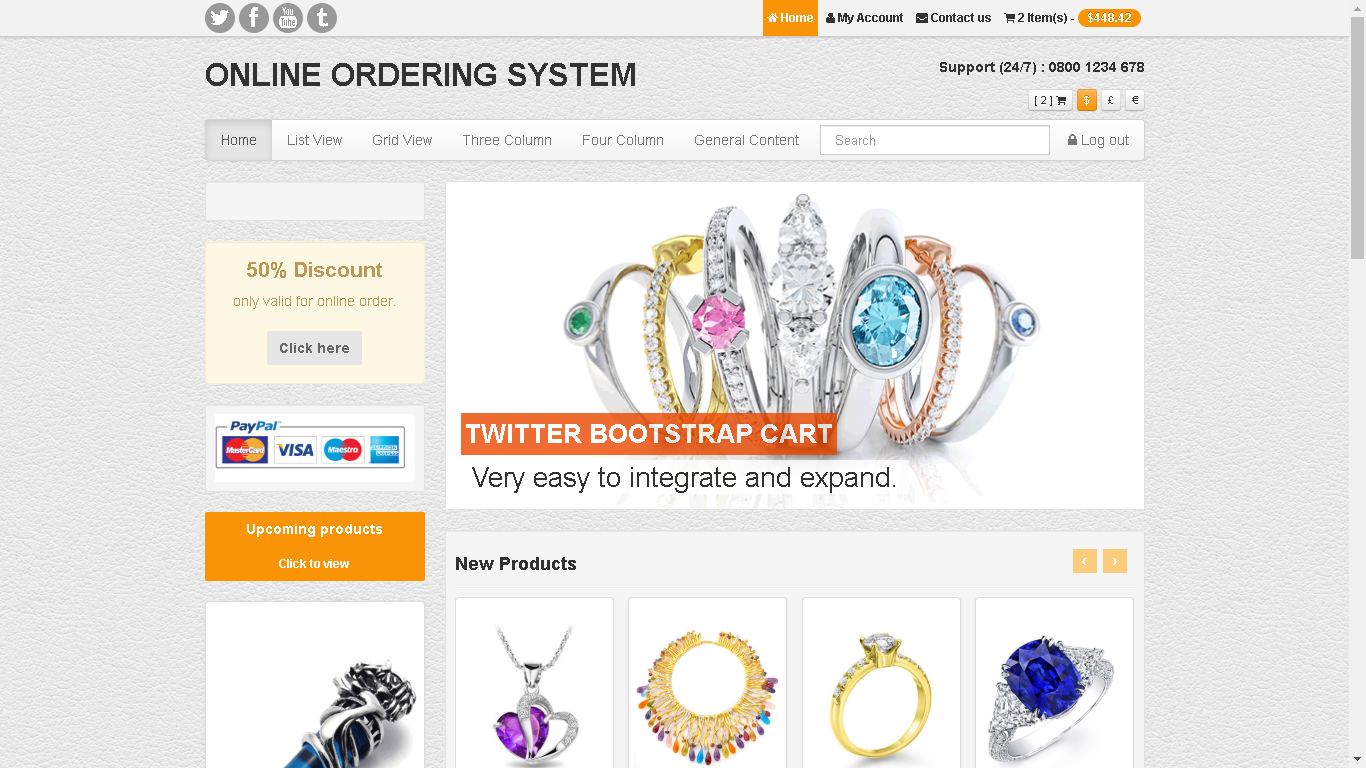 You Tube
Home My Account Contact us 2 Item(s) - $448.42
ONLINE ORDERING SYSTEM
Support (24/7) : 0800 1234 678
[ 2 ] $ £ €
Home List View Grid View Three Column Four Column General Content Search Log out
50% Discount
only valid for online order.
Click here
PayPal
MasterCard VISA Maestro AMERICAN EXPRESS
Upcoming products
Click to view
TWITTER BOOTSTRAP CART
Very easy to integrate and expand.
New Products ‹ ›